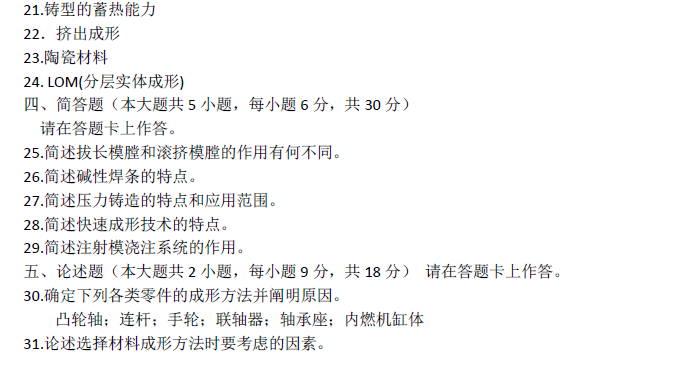 21.铸型的蓄热能力
22．挤出成形
23.陶瓷材料
24. LOM(分层实体成形)
四、简答题（本大题共 5 小题，每小题 6 分，共 30 分）
请在答题卡上作答。
25.简述拔长模膛和滚挤模膛的作用有何不同。
26.简述碱性焊条的特点。
27.简述压力铸造的特点和应用范围。
28.简述快速成形技术的特点。
29.简述注射模浇注系统的作用。
五、论述题（本大题共 2 小题，每小题 9 分，共 18 分） 请在答题卡上作答。
30.确定下列各类零件的成形方法并阐明原因。
凸轮轴；连杆；手轮；联轴器；轴承座；内燃机缸体
31.论述选择材料成形方法时要考虑的因素。